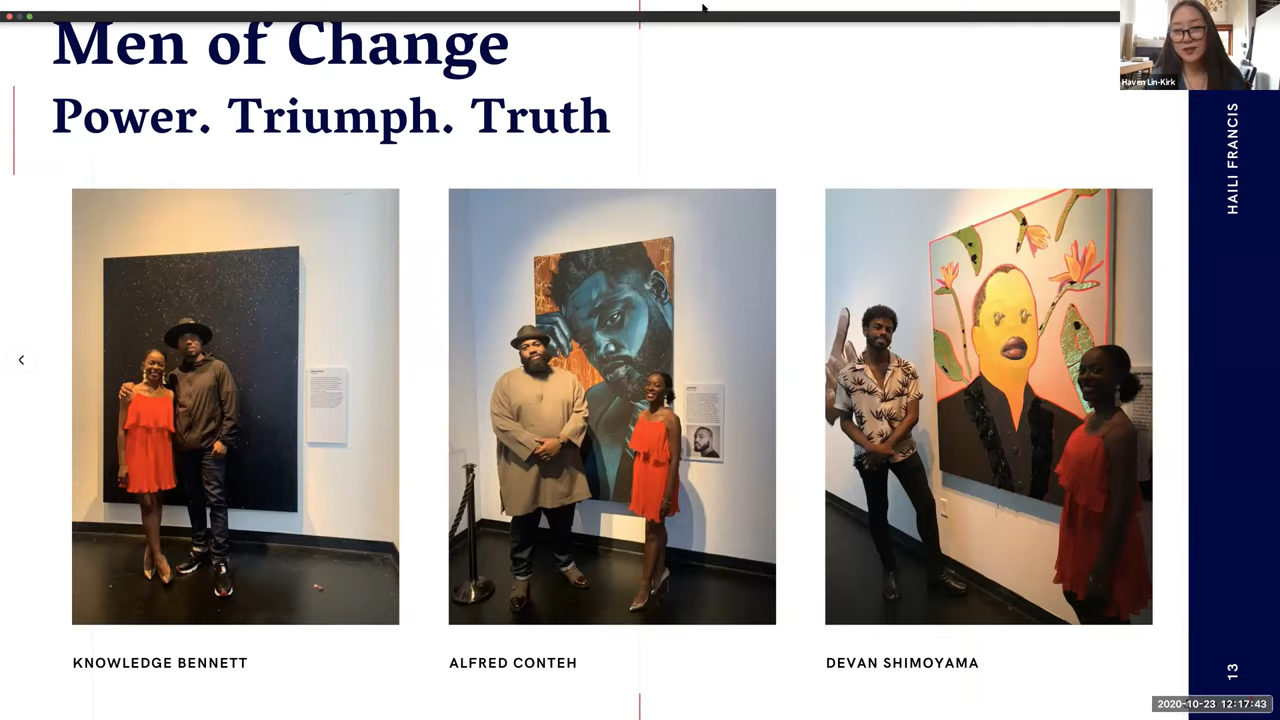 Men of Change
Power. Triumph. Truth
Haven Lin-Kirk
HAILI FRANCIS
KNOWLEDGE BENNETT
ALFRED CONTEH
DEVAN SHIMOYAMA
13
2020-10-23 12:17:43